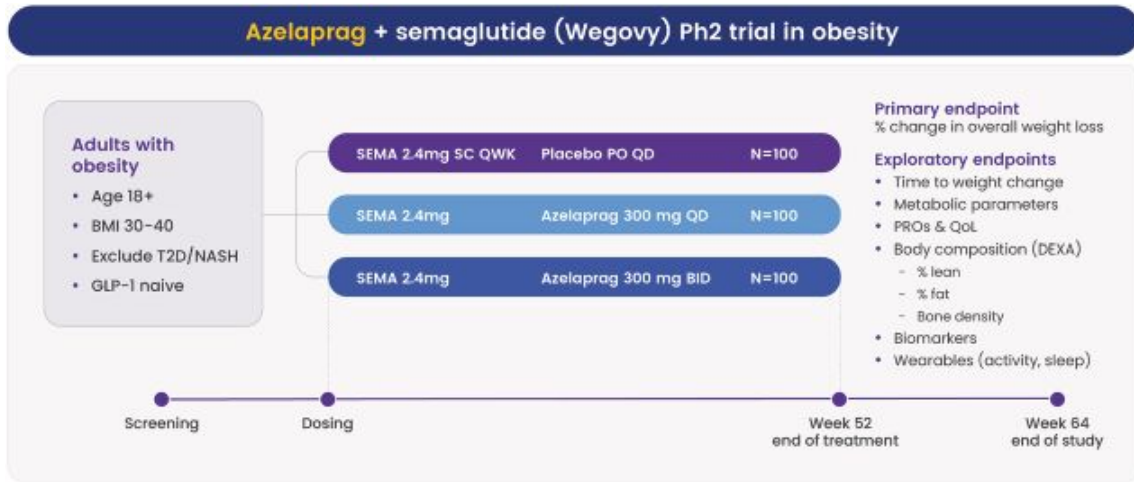 Azelaprag + semaglutide (Wegovy) Ph2 trial in obesity
Adults with
obesity
• Age 18+
• BMI 30-40
• Exclude T2D/NASH
• GLP-1 naive
SEMA 2.4mg SC QWK Placebo PO QD N=100
SEMA 2.4mg Azelaprag 300 mg QD N=100
SEMA 2.4mg Azelaprag 300 mg BID N=100
Primary endpoint
% change in overall weight loss
Exploratory endpoints
• Time to weight change
• Metabolic parameters
• PROs & QoL
• Body composition (DEXA)
- % lean
- % fat
- Bone density
• Biomarkers
• Wearables (activity, sleep)
Screening
Dosing
Week 52
end of treatment
Week 64
end of study